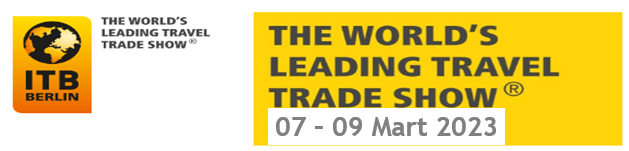 ITB
BERLIN
THE WORLD'S
LEADING TRAVEL
TRADE SHOW®
THE WORLD'S
LEADING TRAVEL
TRADE SHOW®
07 – 09 Mart 2023